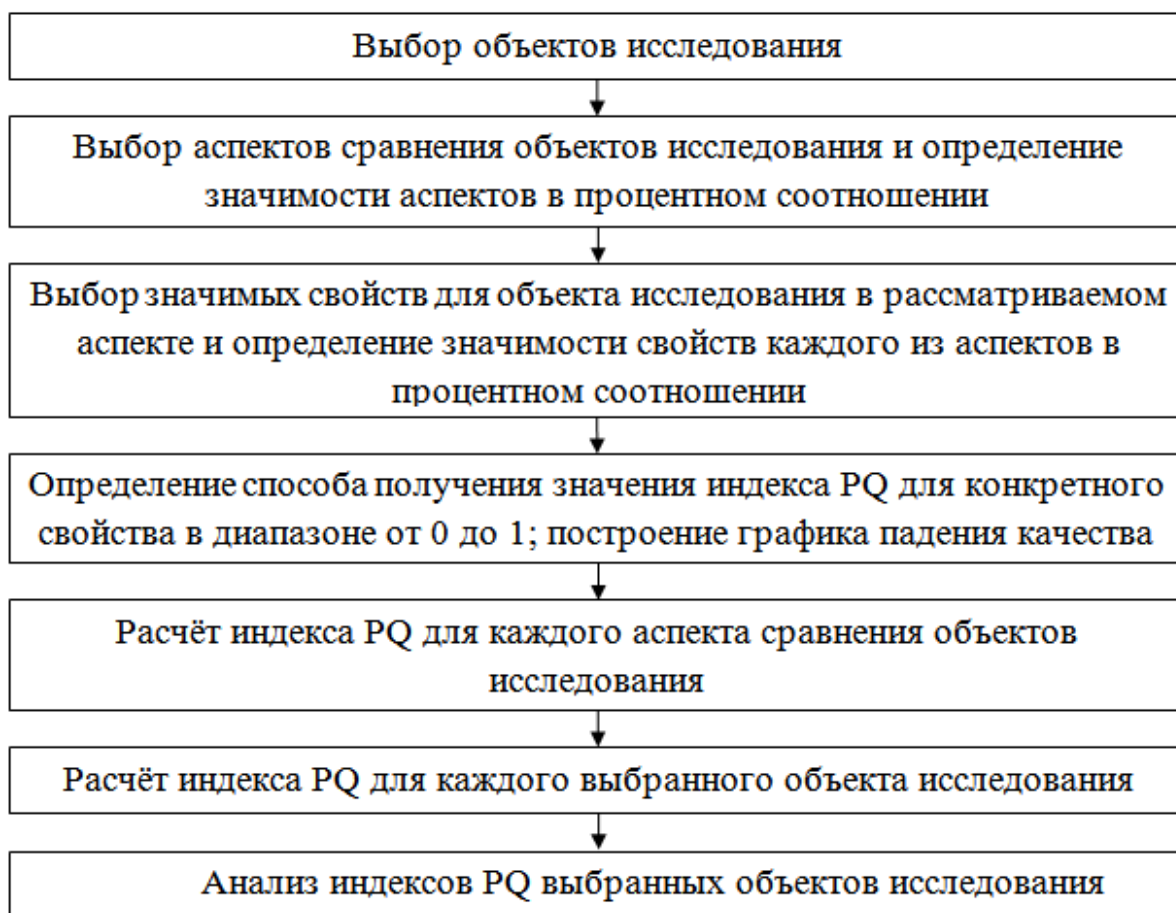 Выбор объектов исследования
Выбор аспектов сравнения объектов исследования и определение
значимости аспектов в процентном соотношении
Выбор значимых свойств для объекта исследования в рассматриваемом
аспекте и определение значимости свойств каждого из аспектов в
процентном соотношении
Определение способа получения значения индекса PQ для конкретного
свойства в диапазоне от 0 до 1; построение графика падения качества
Расчёт индекса PQ для каждого аспекта сравнения объектов
исследования
Расчёт индекса PQ для каждого выбранного объекта исследования
Анализ индексов PQ выбранных объектов исследования